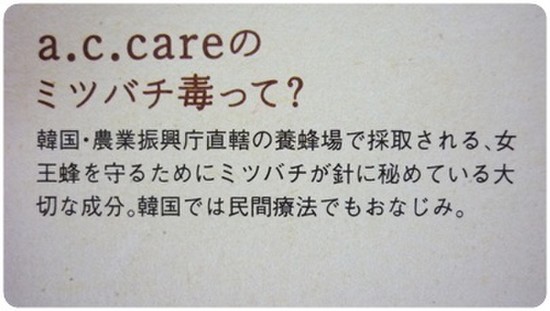 a.c.careの
ミツバチ毒って?
韓国・農業振興庁直轄の養蜂場で採取される、女
王蜂を守るためにミツバチが針に秘めている大
切な成分。韓国では民間療法でもおなじみ。